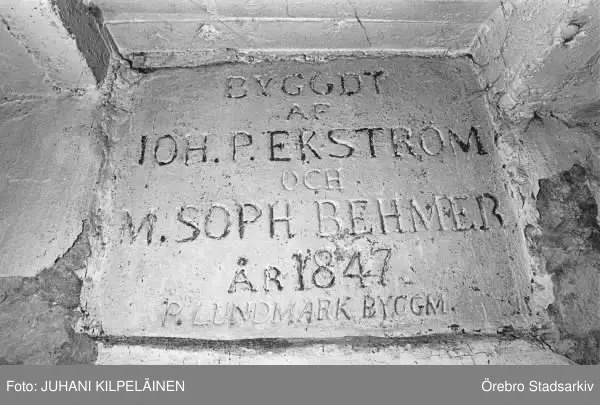 BYGGDT
AF
IOH. P. EKSTRÖM
OCH
M. SOPH BEHMER
ÅR 1847.
P. LUNDMARK BYGGM.
Foto: JUHANI KILPELÄINEN
Örebro Stadsarkiv